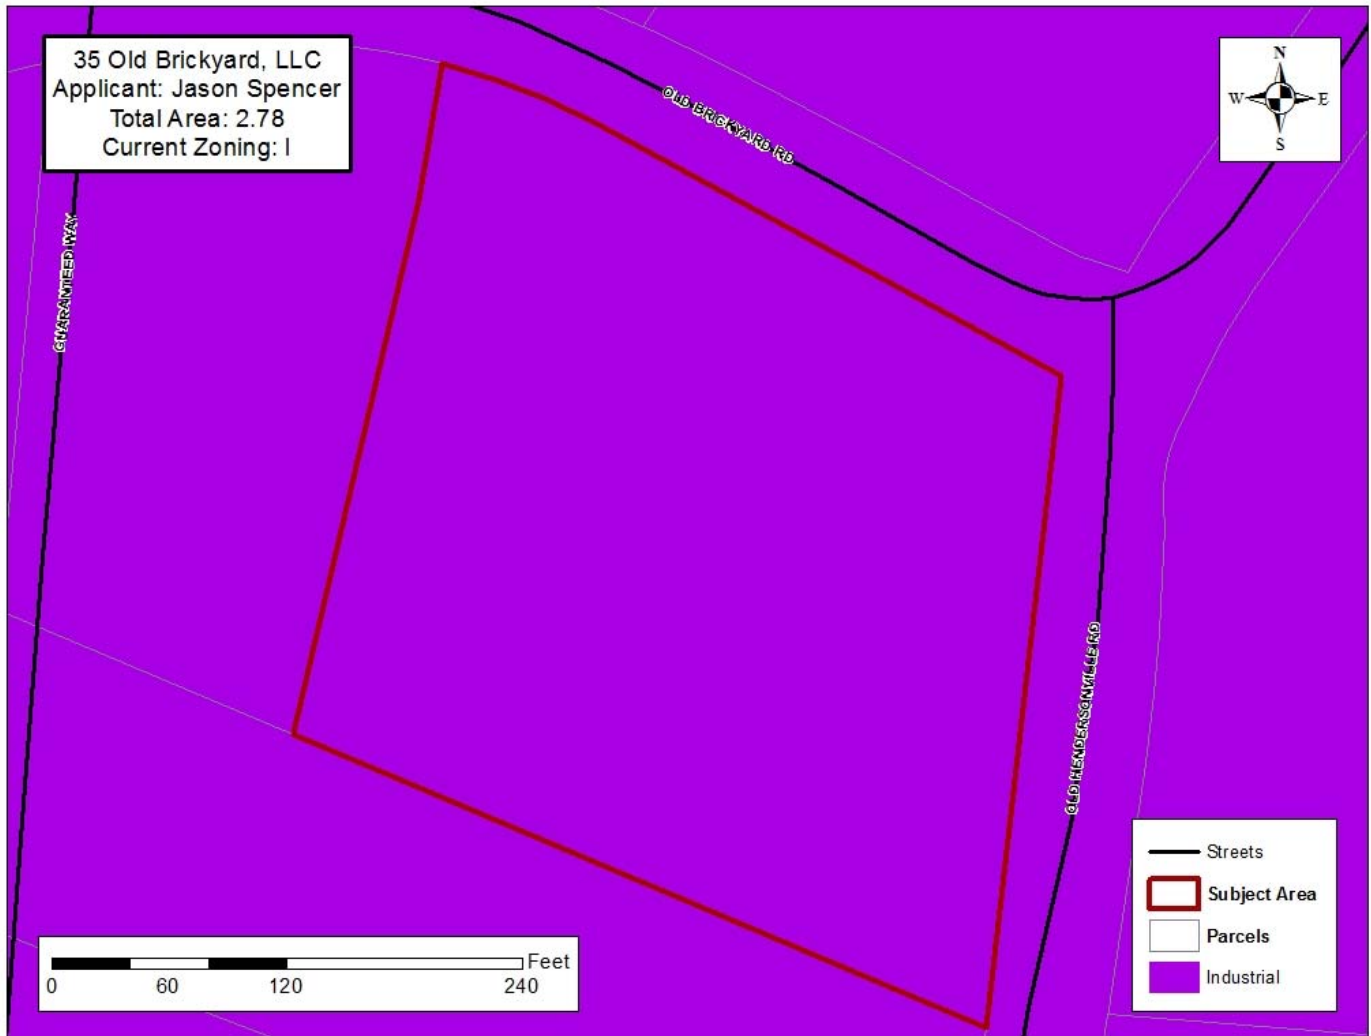 35 Old Brickyard, LLC
Applicant: Jason Spencer
Total Area: 2.78
Current Zoning: I
N
W E
S
OLD BRICKYARD RD
GUARANTEED WAY
OLD HENDERSONVILLE RD
Streets
Subject Area
Parcels
Industrial
Feet
0 60 120 240